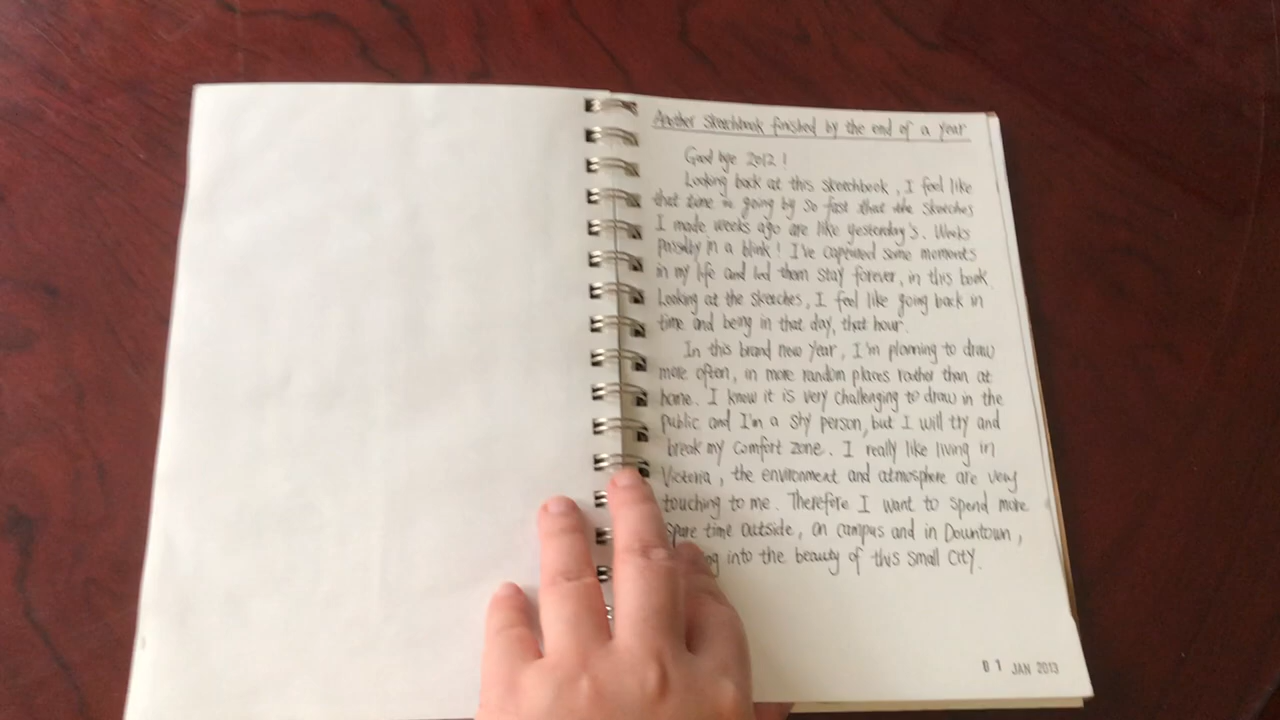 Another sketchbook finished by the end of a year
Good bye 2012!
Looking back at this sketchbook, I feel like
that time is going by so fast that the sketches
I made weeks ago are like yesterday's. Weeks
passby in a blink! I've captured some moments
in my life and led them stay forever, in this book.
Looking at the sketches, I feel like going back in
time and being in that day, that hour.
In this brand new year, I'm planning to draw
more often, in more random places rather than at
home. I know it is very challenging to draw in the
public and I'm a shy person, but I will try and
break my comfort zone. I really like living in
Victoria, the environment and atmosphere are very
touching to me. Therefore I want to spend more
spare time outside, on campus and in Downtown,
into the beauty of this small city.
01 JAN 2013